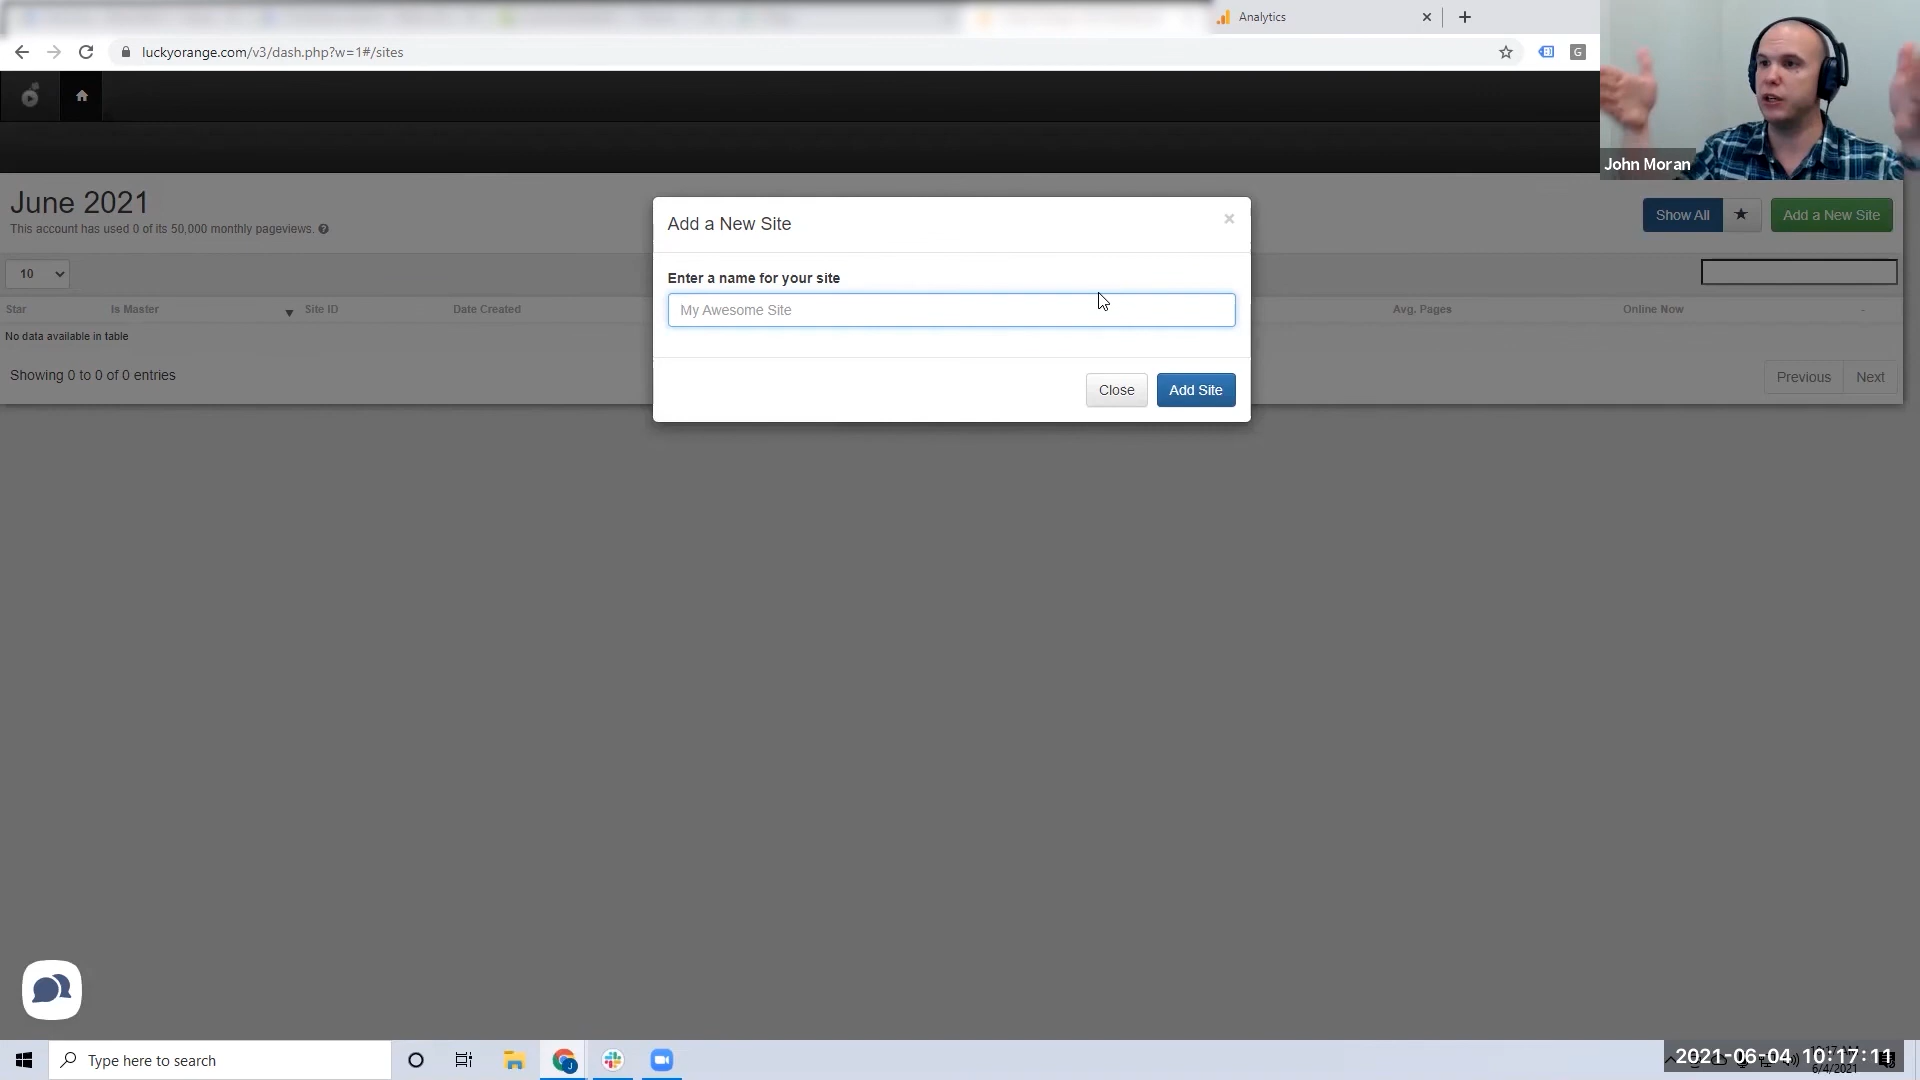 Analytics
luckyorange.com/v3/dash.php?w=1#/sites
G
John Moran
June 2021
This account has used 0 of its 50,000 monthly pageviews.
Show All
Add a New Site
Add a New Site
×
Enter a name for your site
My Awesome Site
Close
Add Site
10
Star
Is Master
Site ID
Date Created
Avg. Pages
Online Now
-
No data available in table
Showing 0 to 0 of 0 entries
Previous
Next
Type here to search
J
2021-06-04 10:17:11
6/4/2021